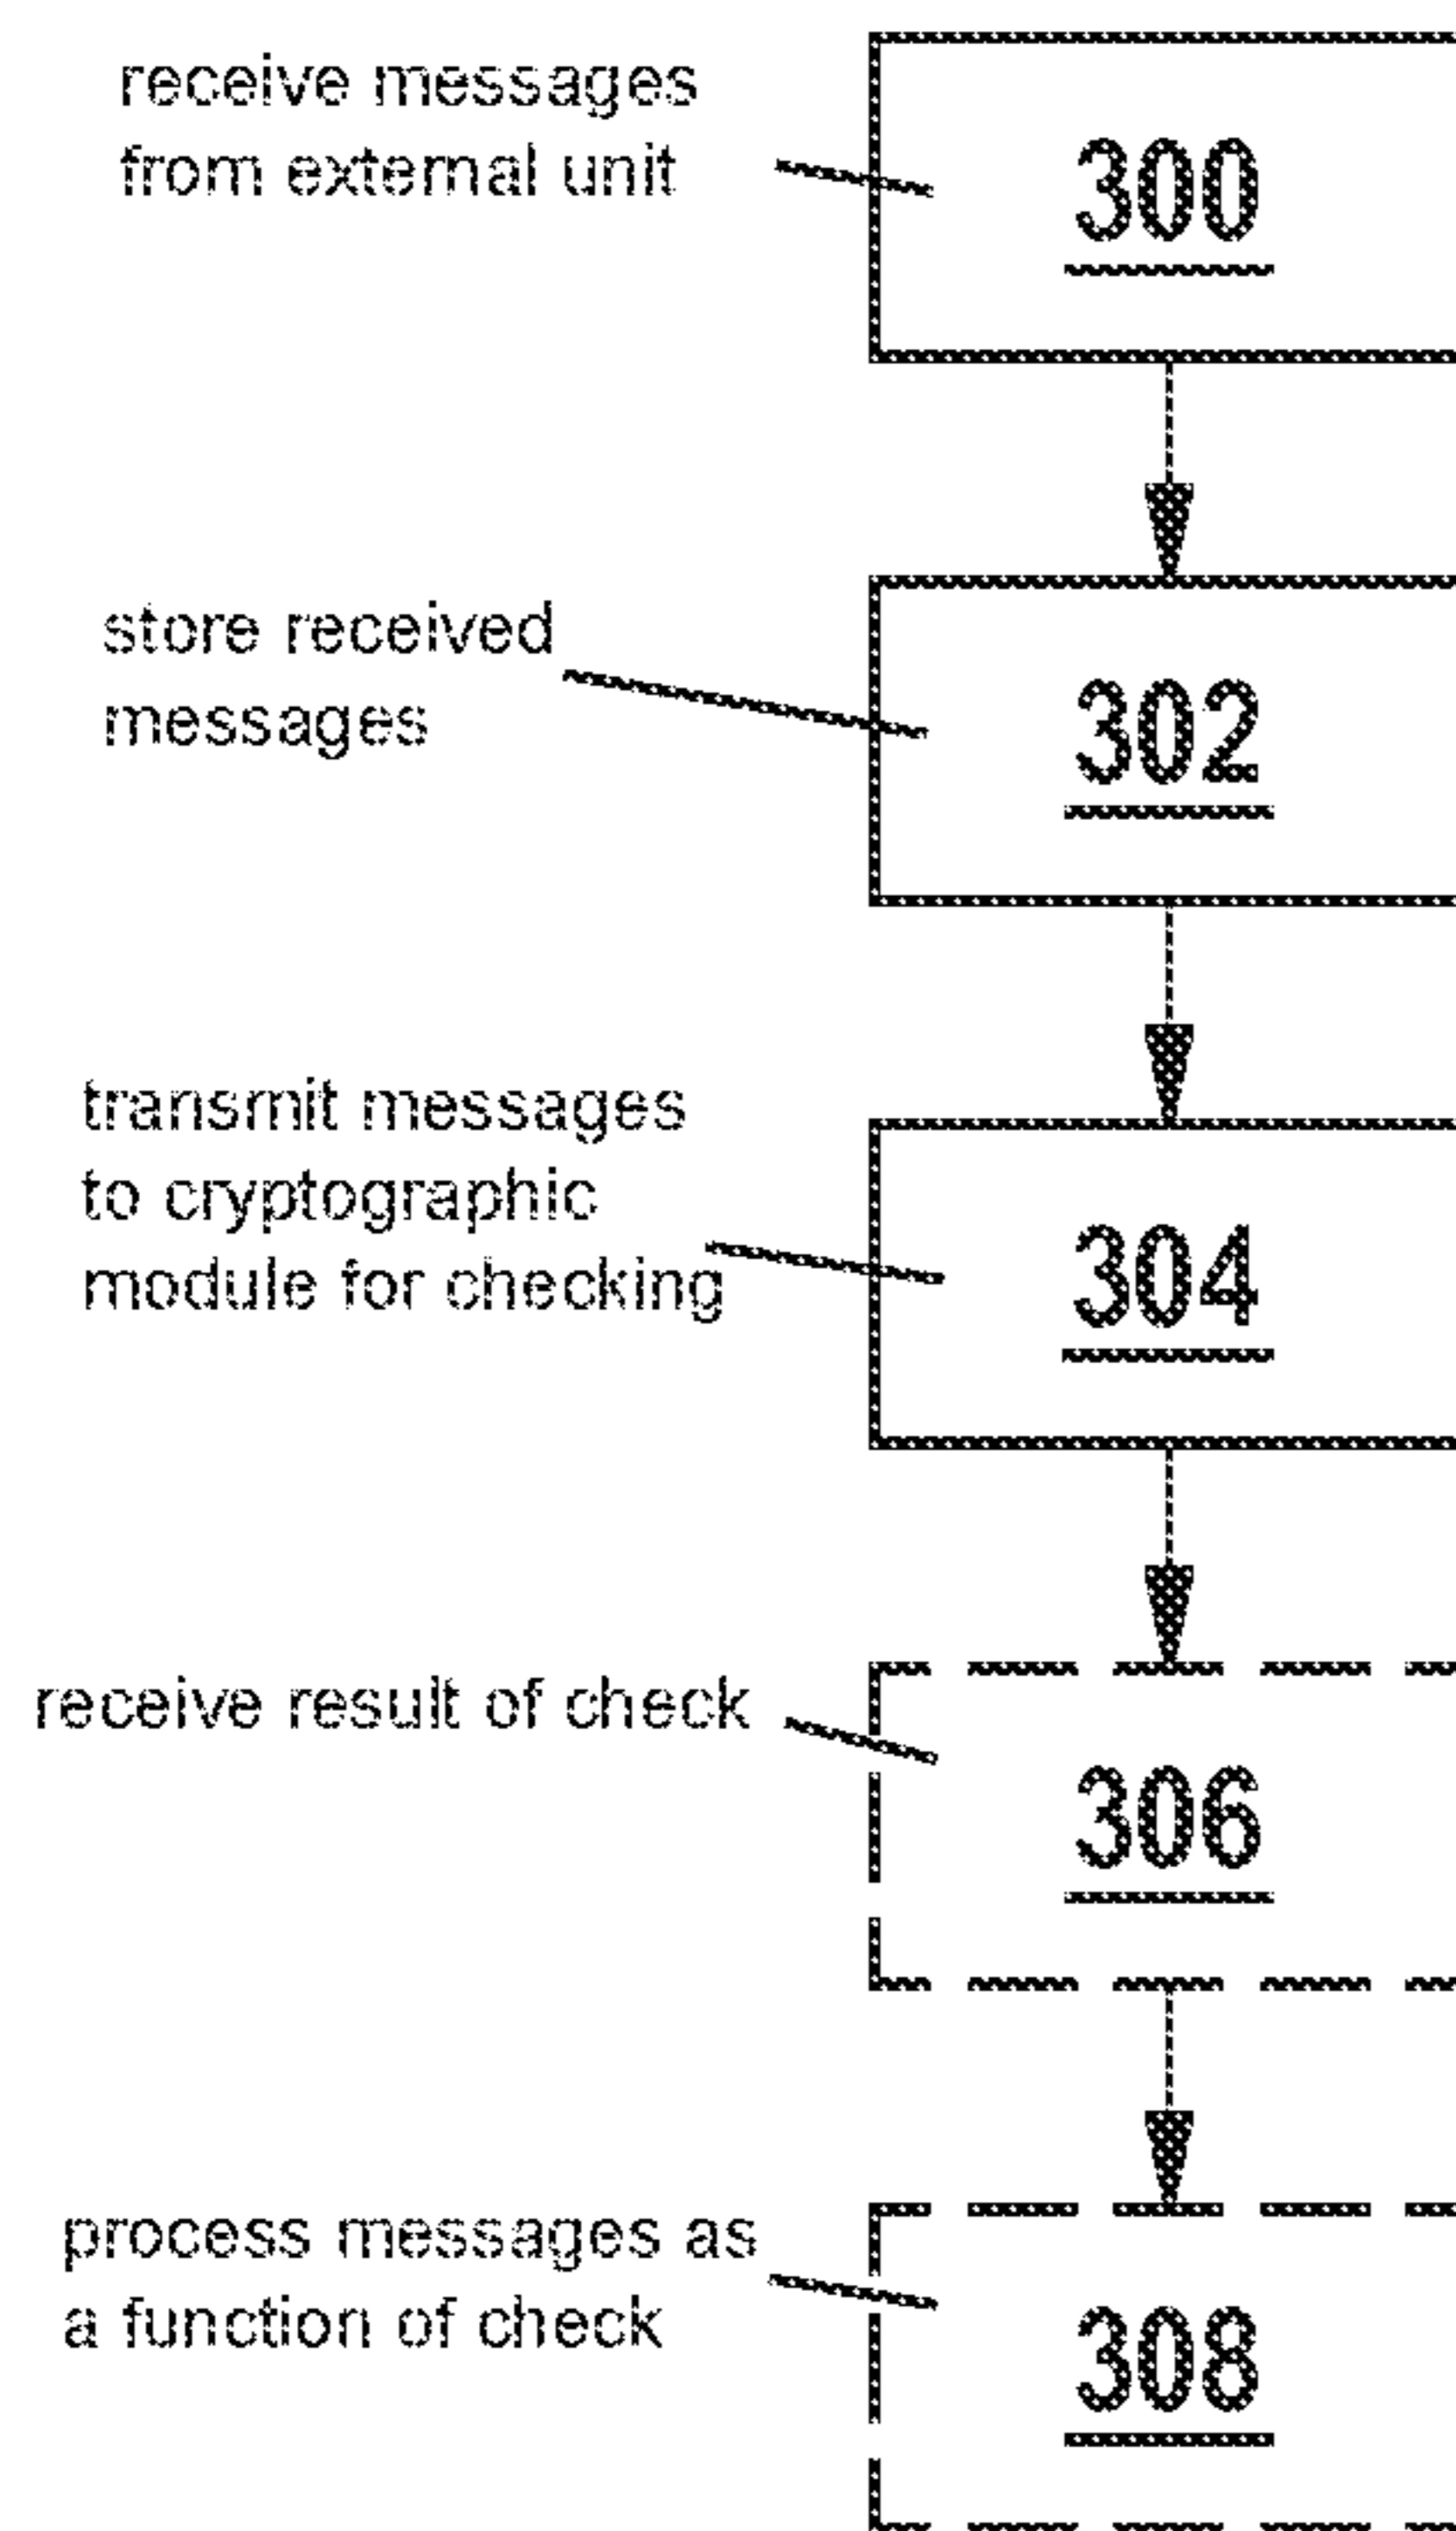 receive messages
from external unit
300
store received
messages
302
transmit messages
to cryptographic
module for checking
304
receive result of check
306
process messages as
a function of check
308